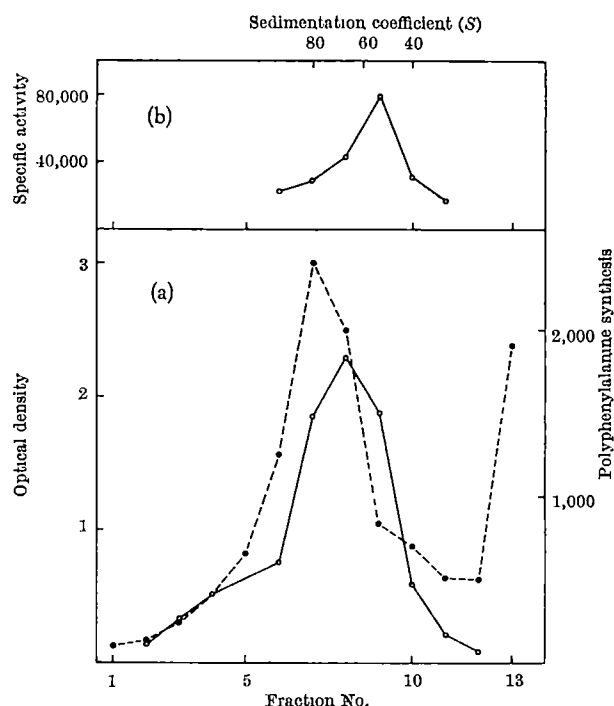 Sedimentation coefficient (S)
80 60 40
80,000
40,000
Specific activity
(b)
3
2
1
Optical density
(a)
2,000
1,000
Polyphenylalanine synthesis
1 5 10 13
Fraction No.